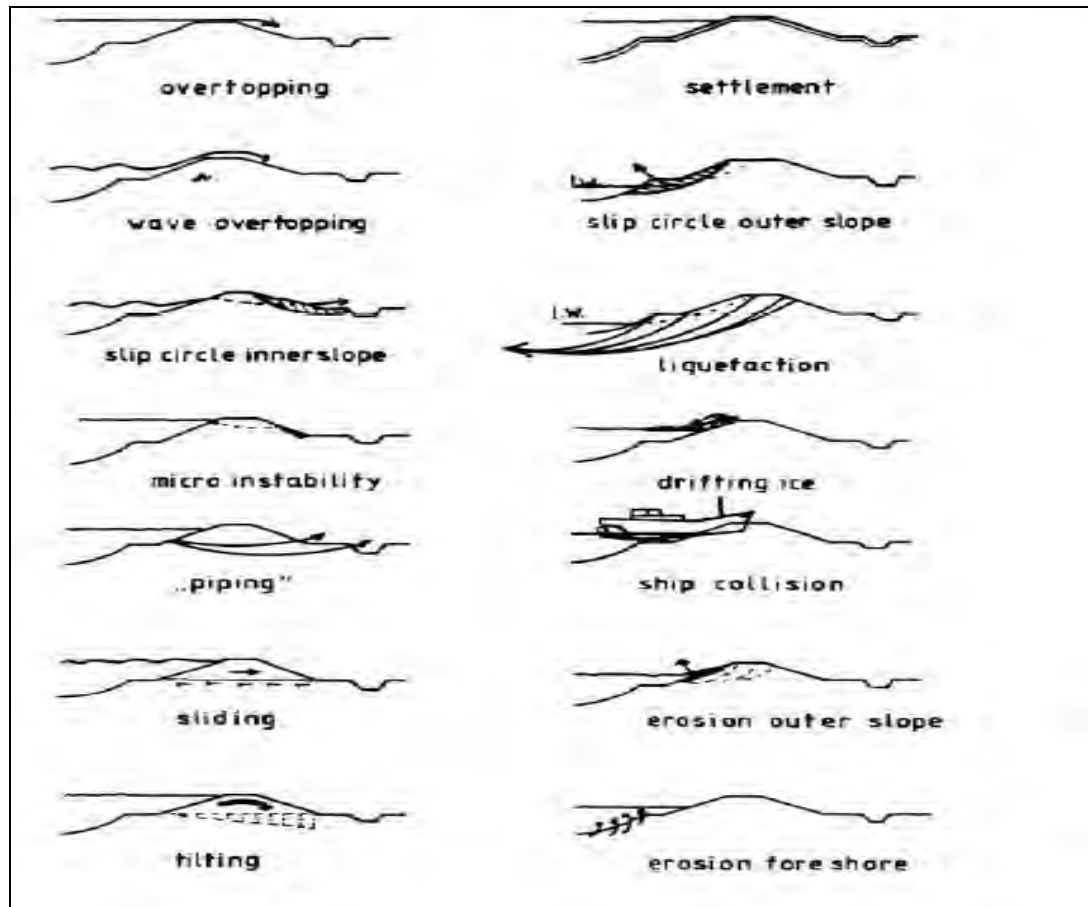 overtopping
settlement
wave overtopping
l.w.
slip circle outer slope
slip circle innerslope
l.w.
liquefaction
micro instability
drifting ice
„piping”
ship collision
sliding
erosion outer slope
tilting
erosion fore shore